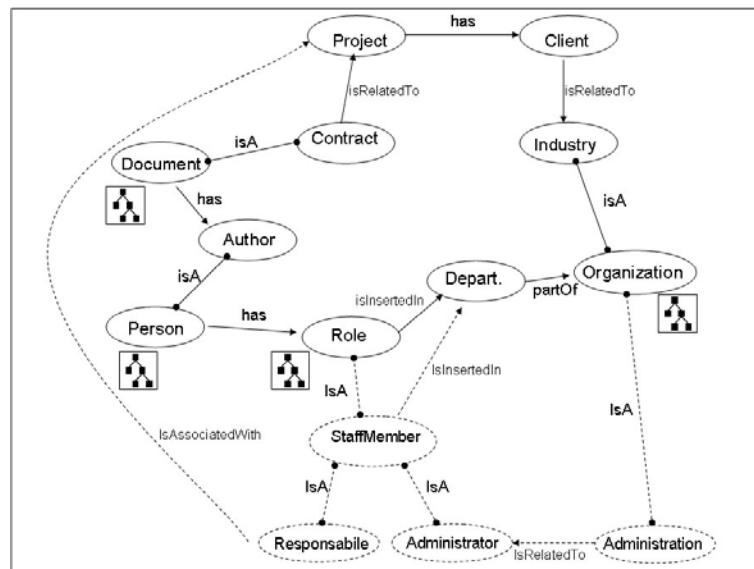 has
Project
Client
isRelatedTo
isRelatedTo
Contract
Industry
isA
Document
has
isA
Author
isA
Depart.
Organization
isInsertedIn
partOf
has
Person
Role
IsInsertedIn
IsA
IsA
StaffMember
IsAssociatedWith
IsA
IsA
Responsabile
Administrator
Administration
IsRelatedTo